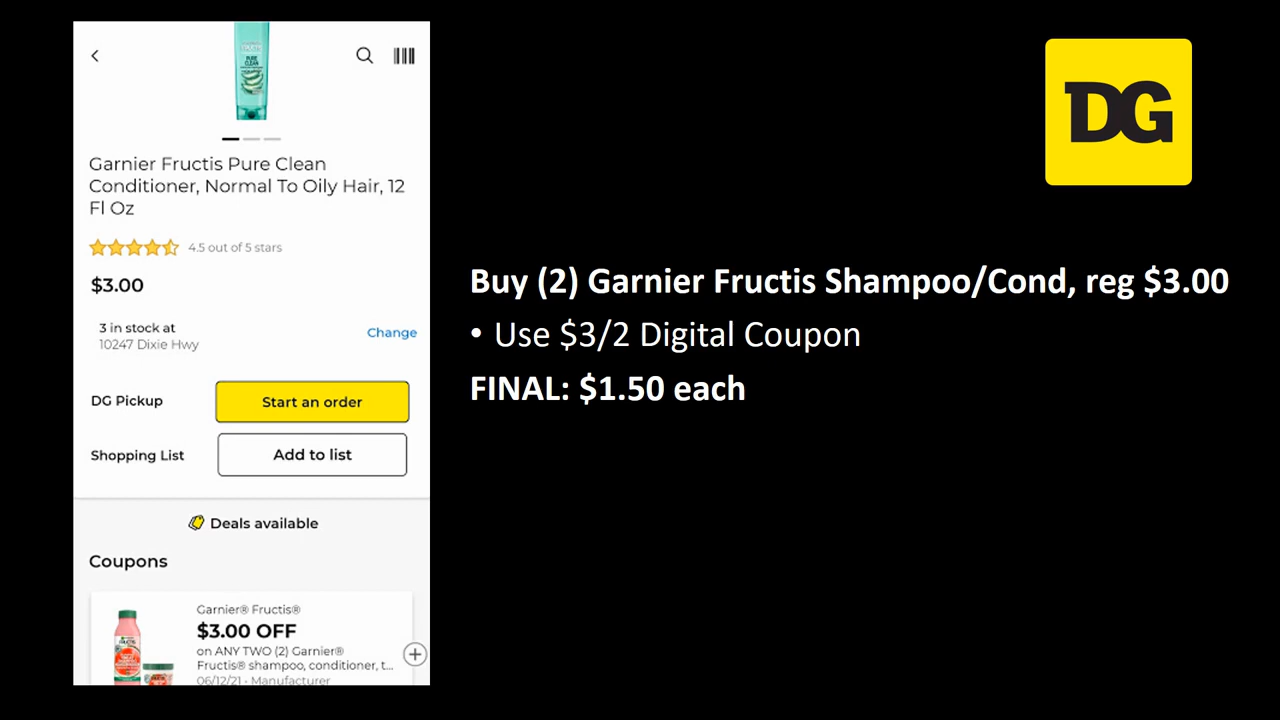 Garnier Fructis Pure Clean
Conditioner, Normal To Oily Hair, 12
Fl Oz
4.5 out of 5 stars
$3.00
3 in stock at
10247 Dixie Hwy
Change
DG Pickup
Start an order
Shopping List
Add to list
Deals available
Coupons
Garnier® Fructis®
$3.00 OFF
on ANY TWO (2) Garnier®
Fructis® shampoo, conditioner, t...
06/12/21 • Manufacturer
DG
Buy (2) Garnier Fructis Shampoo/Cond, reg $3.00
• Use $3/2 Digital Coupon
FINAL: $1.50 each